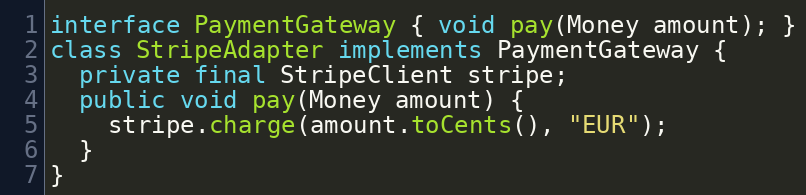 1 interface PaymentGateway { void pay(Money amount); }
2 class StripeAdapter implements PaymentGateway {
3   private final StripeClient stripe;
4   public void pay(Money amount) {
5     stripe.charge(amount.toCents(), "EUR");
6   }
7 }